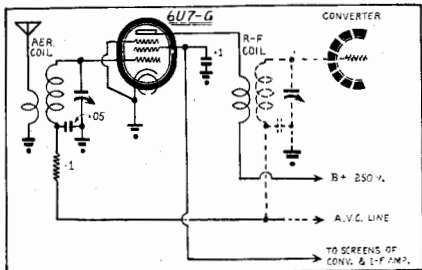 6U7-G
CONVERTER
AER.
COIL
R-F
COIL
.1
.05
.1
B+ 250 V.
A.V.C. LINE
TO SCREENS OF
CONV. & I-F AMP.